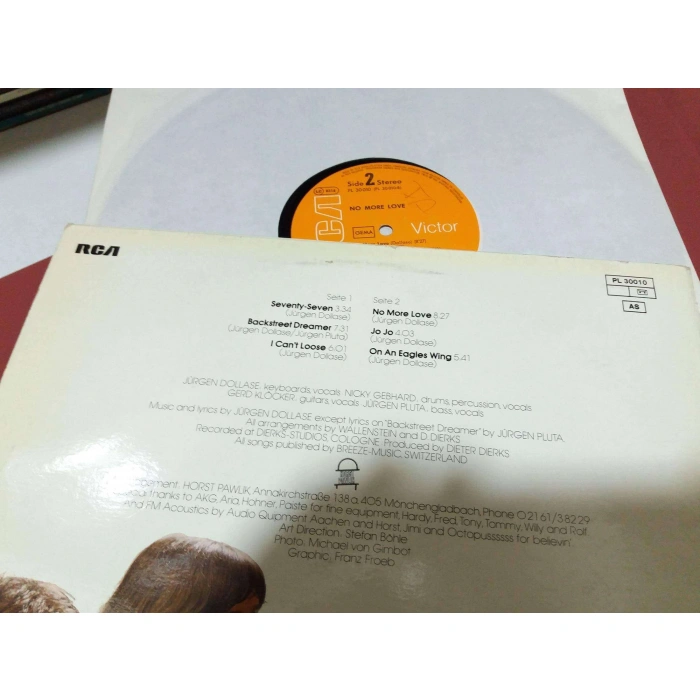 Side 2 Stereo
NO MORE LOVE
GEMA
RCA Victor
RCA
PL 30010
AS
Seite 1
Seventy-Seven 3.34
(Jürgen Dollase)
Backstreet Dreamer 7.31
(Jürgen Dollase/Jürgen Pluta)
I Can't Loose 6.01
(Jürgen Dollase)
Seite 2
No More Love 8.27
(Jürgen Dollase)
Jo Jo 4.03
(Jürgen Dollase)
On An Eagles Wing 5.41
(Jürgen Dollase)
JÜRGEN DOLLASE: keyboards, vocals. NICKY GEBHARD: drums, percussion, vocals.
GERD KLÖCKER: guitars, vocals. JÜRGEN PLUTA: bass, vocals
Music and lyrics by JÜRGEN DOLLASE except lyrics on "Backstreet Dreamer" by JÜRGEN PLUTA.
All arrangements by WALLENSTEIN and D. DIERKS
Recorded at DIERKS-STUDIOS, COLOGNE. Produced by DIETER DIERKS
All songs published by BREEZE-MUSIC, SWITZERLAND
HORST PAWLIK, Annakirchstraße 138 a, 405 Mönchengladbach, Phone 0 21 61/3 82 29
thanks to AKG, Aria, Hohner, Paiste for fine equipment, Hardy, Fred, Tony, Tommy, Willy and Rolf
and FM Acoustics by Audio Quipment Aachen and Horst, Jimi and Octopussssss for believin'.
Art Direction: Stefan Böhle
Photo: Michael von Gimbot
Graphic: Franz Froeb